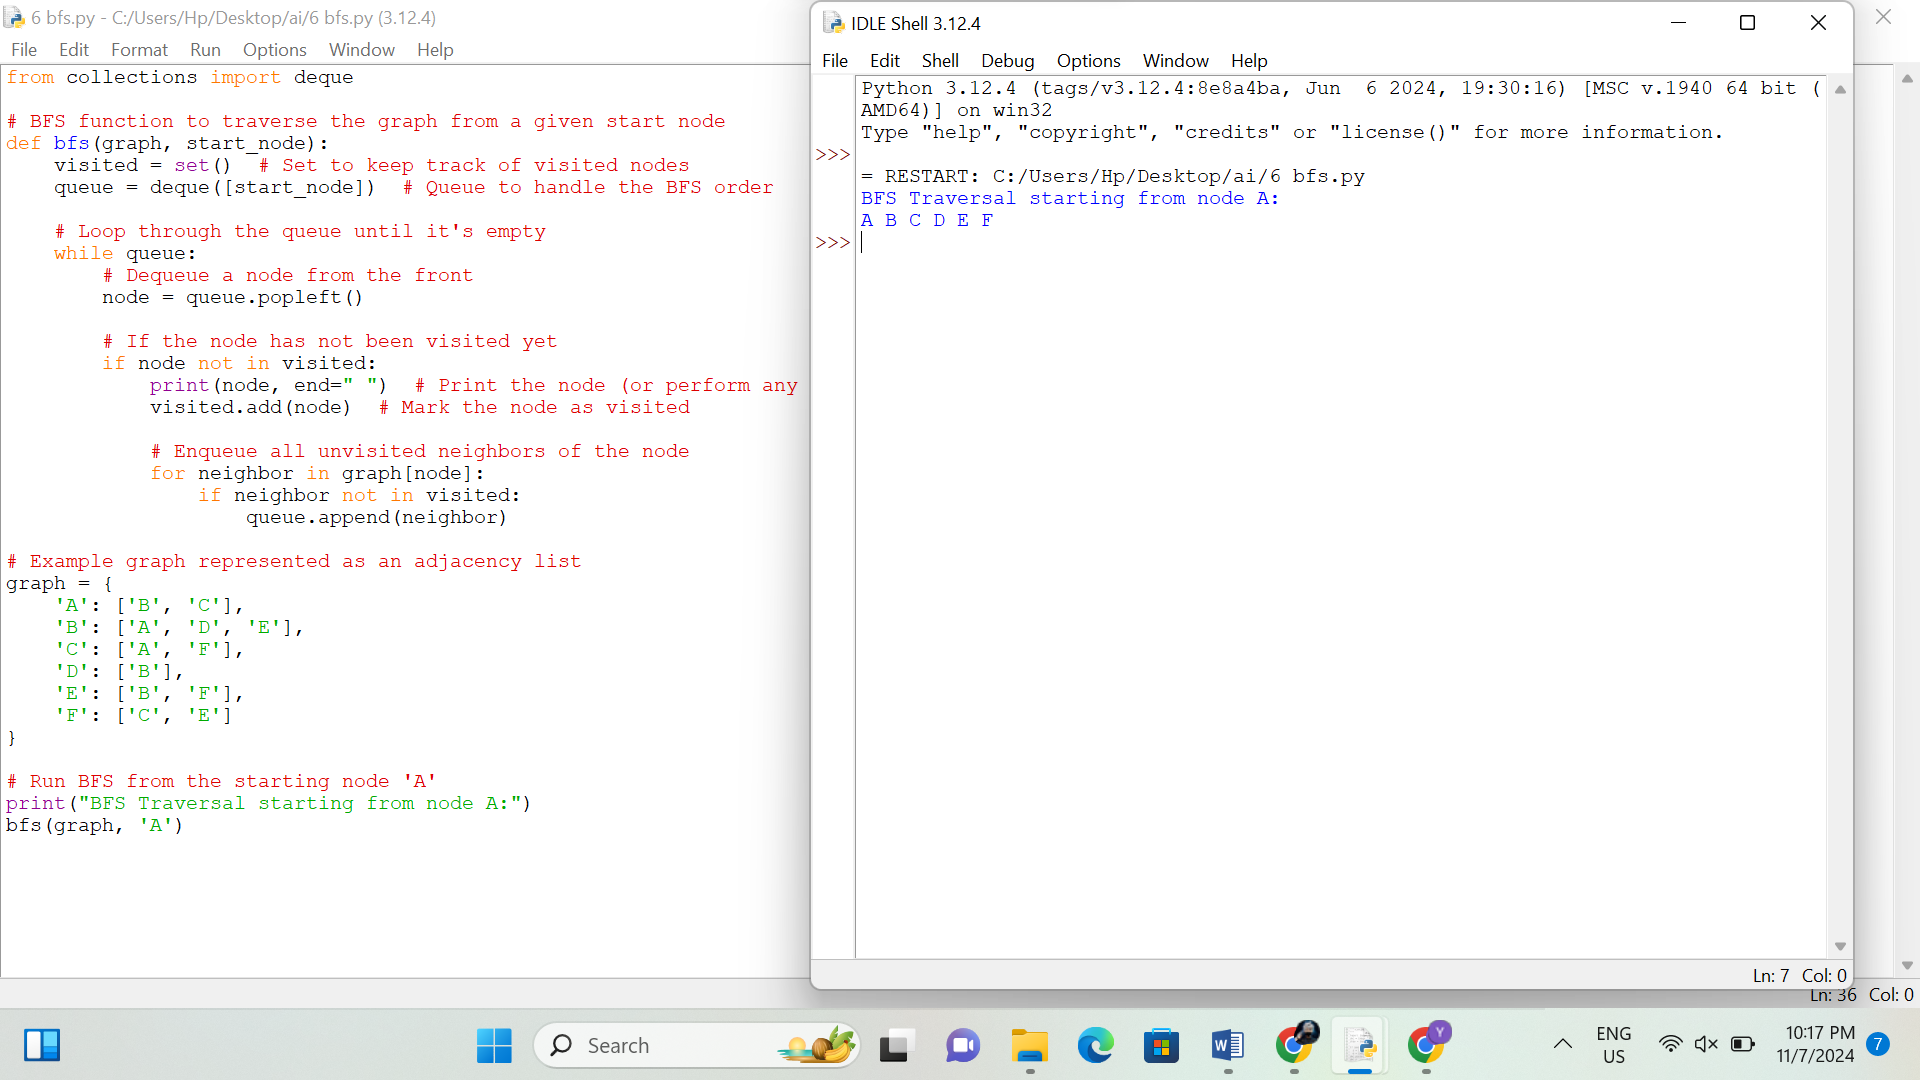 6 bfs.py - C:/Users/Hp/Desktop/ai/6 bfs.py (3.12.4)
File Edit Format Run Options Window Help
from collections import deque
# BFS function to traverse the graph from a given start node
def bfs(graph, start_node):
    visited = set()  # Set to keep track of visited nodes
    queue = deque([start_node])  # Queue to handle the BFS order
    # Loop through the queue until it's empty
    while queue:
        # Dequeue a node from the front
        node = queue.popleft()
        # If the node has not been visited yet
        if node not in visited:
            print(node, end=" ")  # Print the node (or perform any
            visited.add(node)  # Mark the node as visited
            # Enqueue all unvisited neighbors of the node
            for neighbor in graph[node]:
                if neighbor not in visited:
                    queue.append(neighbor)
# Example graph represented as an adjacency list
graph = {
    'A': ['B', 'C'],
    'B': ['A', 'D', 'E'],
    'C': ['A', 'F'],
    'D': ['B'],
    'E': ['B', 'F'],
    'F': ['C', 'E']
}
# Run BFS from the starting node 'A'
print("BFS Traversal starting from node A:")
bfs(graph, 'A')
IDLE Shell 3.12.4
File Edit Shell Debug Options Window Help
Python 3.12.4 (tags/v3.12.4:8e8a4ba, Jun  6 2024, 19:30:16) [MSC v.1940 64 bit (
AMD64)] on win32
Type "help", "copyright", "credits" or "license()" for more information.
>>>
= RESTART: C:/Users/Hp/Desktop/ai/6 bfs.py
BFS Traversal starting from node A:
A B C D E F
>>>
Ln: 7 Col: 0
Ln: 36 Col: 0
Search
W
Y
ENG
US
10:17 PM
11/7/2024
7